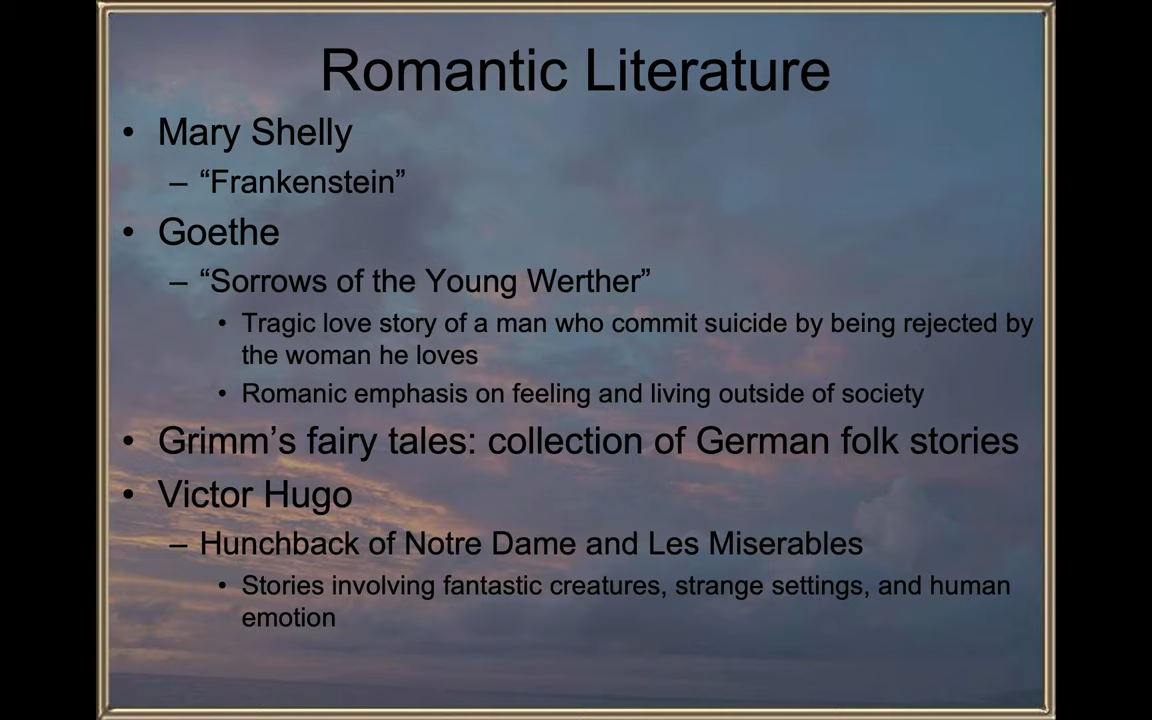 Romantic Literature
• Mary Shelly
– “Frankenstein”
• Goethe
– “Sorrows of the Young Werther”
• Tragic love story of a man who commit suicide by being rejected by
the woman he loves
• Romanic emphasis on feeling and living outside of society
• Grimm’s fairy tales: collection of German folk stories
• Victor Hugo
– Hunchback of Notre Dame and Les Miserables
• Stories involving fantastic creatures, strange settings, and human
emotion